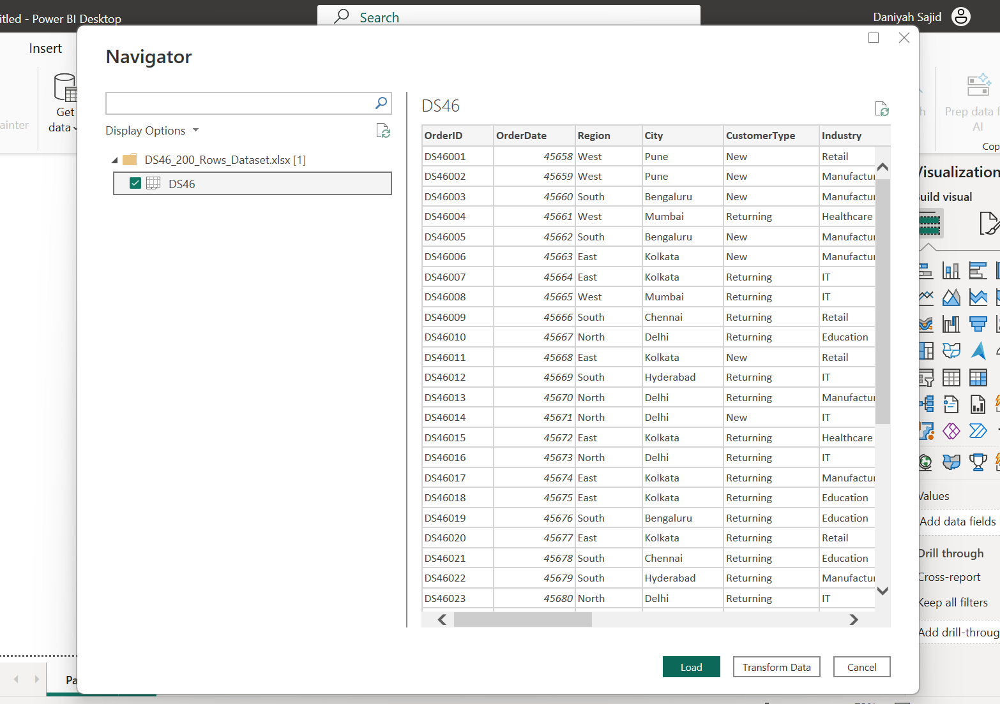 itled - Power BI Desktop
Search
Daniyah Sajid
Insert
Get
data
ainter
Navigator
Display Options
DS46_200_Rows_Dataset.xlsx [1]
DS46
DS46
OrderID OrderDate Region City CustomerType Industry
DS46001 45658 West Pune New Retail
DS46002 45659 West Pune New Manufactur
DS46003 45660 South Bengaluru New Manufactur
DS46004 45661 West Mumbai Returning Healthcare
DS46005 45662 South Bengaluru New Manufactur
DS46006 45663 East Kolkata New Manufactur
DS46007 45664 East Kolkata Returning IT
DS46008 45665 West Mumbai Returning IT
DS46009 45666 South Chennai Returning Retail
DS46010 45667 North Delhi Returning Education
DS46011 45668 East Kolkata New Retail
DS46012 45669 South Hyderabad Returning IT
DS46013 45670 North Delhi Returning Manufactur
DS46014 45671 North Delhi New IT
DS46015 45672 East Kolkata Returning Healthcare
DS46016 45673 North Delhi Returning IT
DS46017 45674 East Kolkata Returning Manufactur
DS46018 45675 East Kolkata Returning Education
DS46019 45676 South Bengaluru Returning Education
DS46020 45677 East Kolkata Returning Retail
DS46021 45678 South Chennai Returning Education
DS46022 45679 South Hyderabad Returning Manufactur
DS46023 45680 North Delhi Returning IT
Load
Transform Data
Cancel
h
Prep data f
AI
Cop
Visualization
uild visual
Values
Add data fields
Drill through
Cross-report
Keep all filters
Add drill-throug
Pa